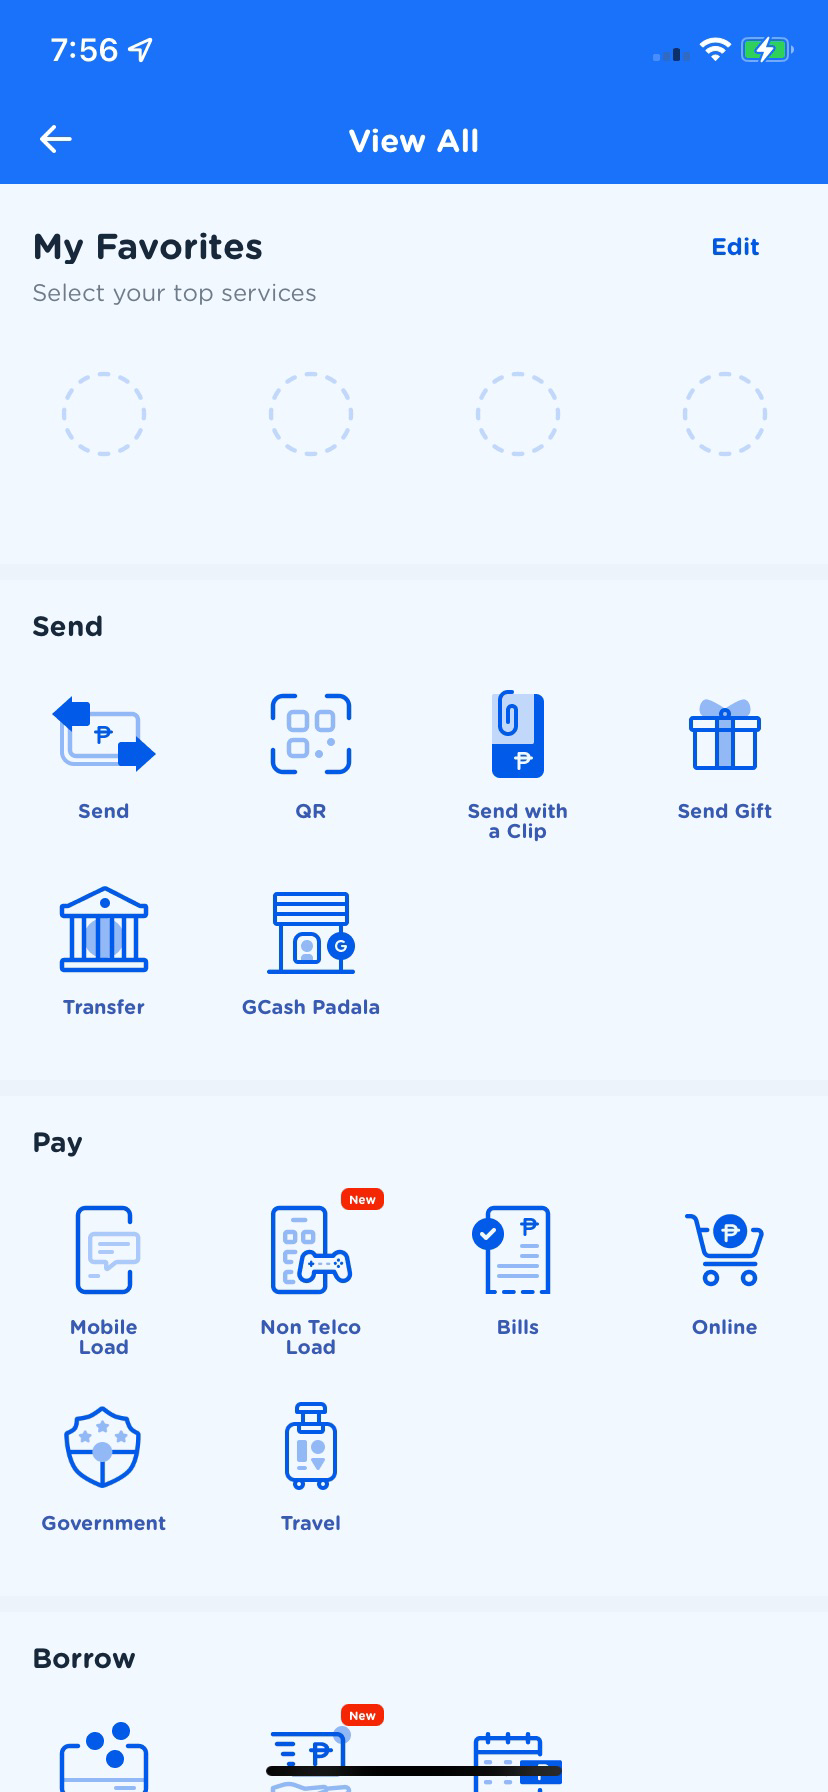 7:56
View All
My Favorites
Edit
Select your top services
Send
Send
QR
Send with
a Clip
Send Gift
G
Transfer
GCash Padala
Pay
New
Mobile
Load
Non Telco
Load
Bills
Online
Government
Travel
Borrow
New